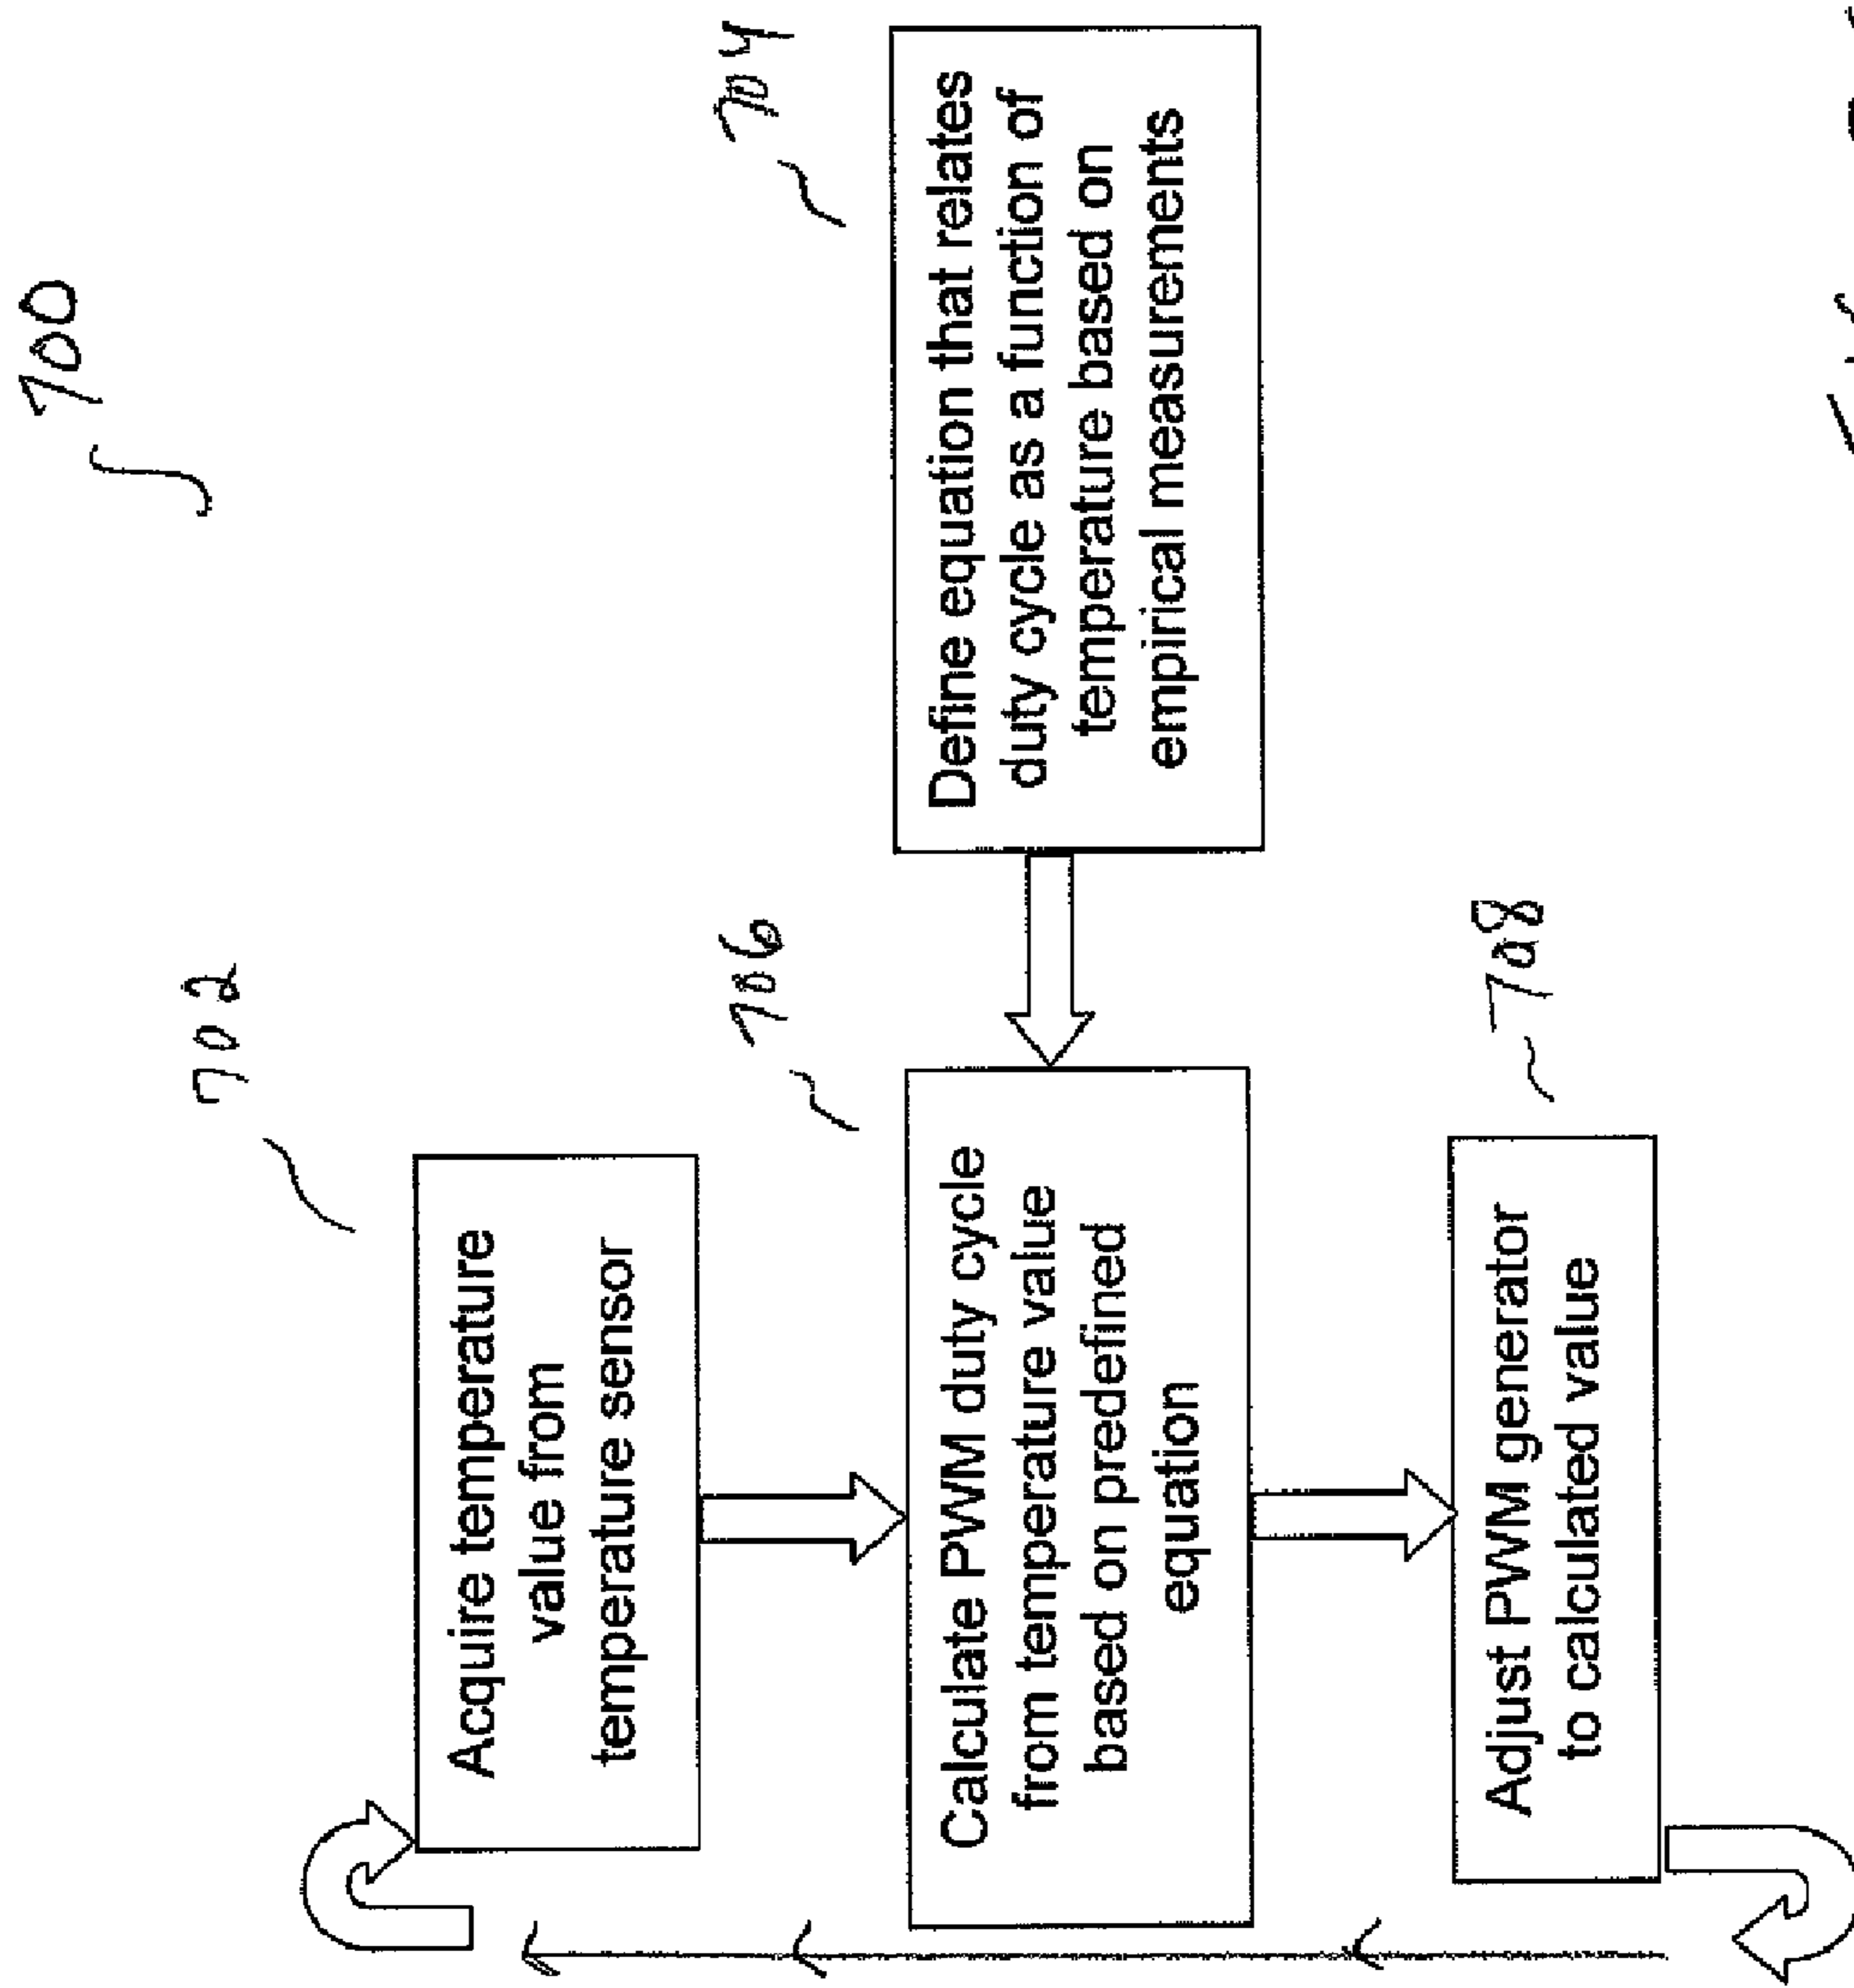 700
702
Acquire temperature
value from
temperature sensor
704
Define equation that relates
duty cycle as a function of
temperature based on
empirical measurements
706
Calculate PWM duty cycle
from temperature value
based on predefined
equation
708
Adjust PWM generator
to calculated value